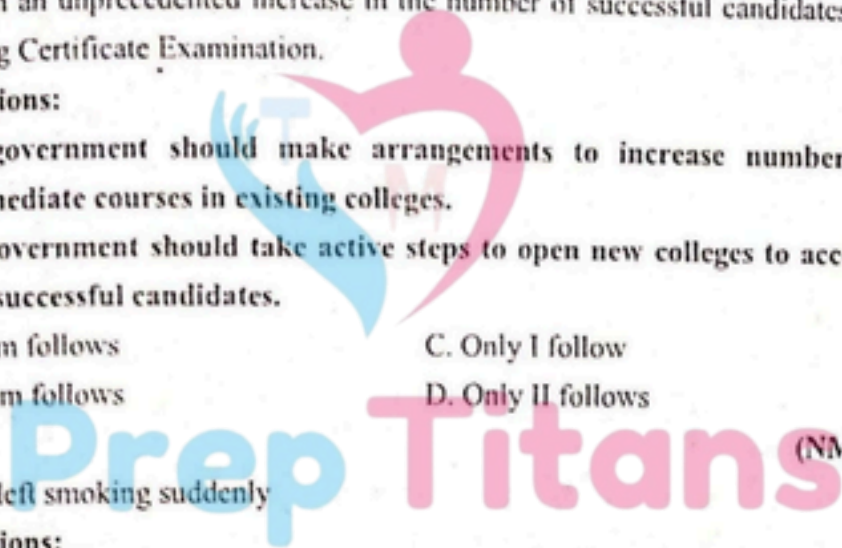 an unprecedented increase in the number of successful candidates
g Certificate Examination.
ions:
government should make arrangements to increase number
mediate courses in existing colleges.
overnment should take active steps to open new colleges to acc
successful candidates.
m follows C. Only I follow
m follows D. Only II follows
(NM
left smoking suddenly
ions:
T
M
Prep Titans